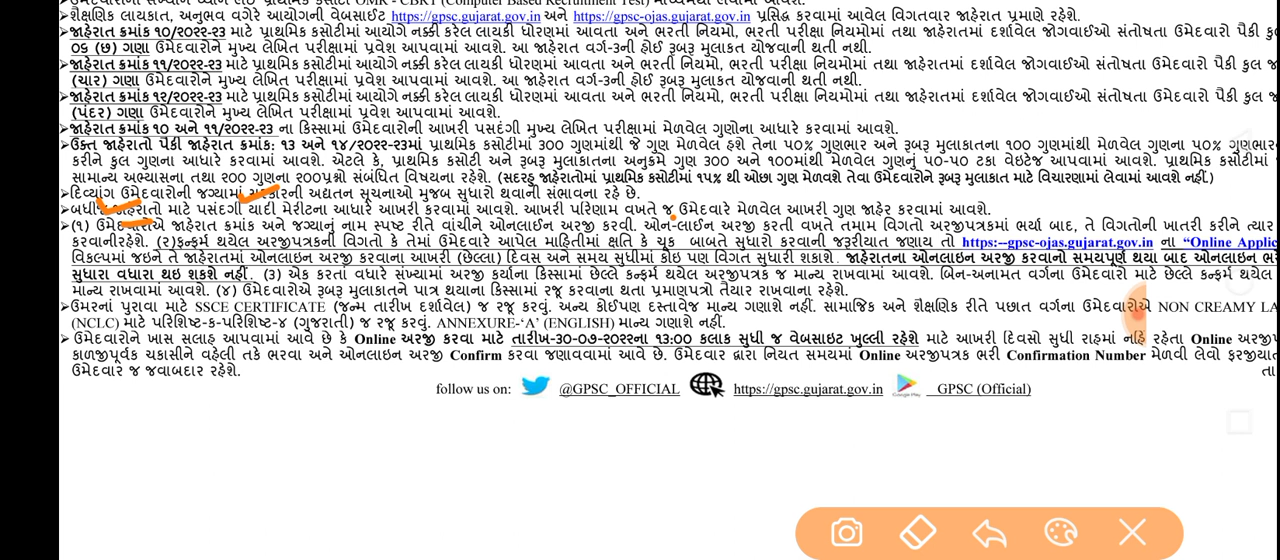 શૈક્ષણિક લાયકાત, અનુભવ વગેરે આયોગની વેબસાઈટ https://gpsc.gujarat.gov.in અને https://gpsc-ojas.gujarat.gov.in પ્રસિદ્ધ કરવામાં આવેલ વિગતવાર જાહેરાત પ્રમાણે રહેશે.
➢જાહેરાત ક્રમાંક ૧૦/૨૦૨૨-૨૩ માટે પ્રાથમિક કસોટીમાં આયોગે નક્કી કરેલ લાયકી ધોરણમાં આવતા અને ભરતી નિયમો, ભરતી પરીક્ષા નિયમોમાં તથા જાહેરાતમાં દર્શાવેલ જોગવાઈઓ સંતોષતા ઉમેદવારો પૈકી
૦૬ (છ) ગણા ઉમેદવારોને મુખ્ય લેખિત પરીક્ષામાં પ્રવેશ આપવામાં આવશે. આ જાહેરાત વર્ગ-૩ની હોઈ રૂબરૂ મુલાકાત યોજવાની થતી નથી.
➢જાહેરાત ક્રમાંક ૧૧/૨૦૨૨-૨૩ માટે પ્રાથમિક કસોટીમાં આયોગે નક્કી કરેલ લાયકી ધોરણમાં આવતા અને ભરતી નિયમો, ભરતી પરીક્ષા નિયમોમાં તથા જાહેરાતમાં દર્શાવેલ જોગવાઈઓ સંતોષતા ઉમેદવારો પૈકી કુલ
(ચાર) ગણા ઉમેદવારોને મુખ્ય લેખિત પરીક્ષામાં પ્રવેશ આપવામાં આવશે. આ જાહેરાત વર્ગ-૩ની હોઈ રૂબરૂ મુલાકાત યોજવાની થતી નથી.
➢જાહેરાત ક્રમાંક ૧૨/૨૦૨૨-૨૩ માટે પ્રાથમિક કસોટીમાં આયોગે નક્કી કરેલ લાયકી ધોરણમાં આવતા અને ભરતી નિયમો, ભરતી પરીક્ષા નિયમોમાં તથા જાહેરાતમાં દર્શાવેલ જોગવાઈઓ સંતોષતા ઉમેદવારો પૈકી કુલ
(પંદર) ગણા ઉમેદવારોને મુખ્ય લેખિત પરીક્ષામાં પ્રવેશ આપવામાં આવશે.
➢જાહેરાત ક્રમાંક ૧૦ અને ૧૧/૨૦૨૨-૨૩ ના કિસ્સામાં ઉમેદવારોની આખરી પસદંગી મુખ્ય લેખિત પરીક્ષામાં મેળવેલ ગુણોના આધારે કરવામાં આવશે.
➢ઉક્ત જાહેરાતો પૈકી જાહેરાત ક્રમાંક: ૧૩ અને ૧૪/૨૦૨૨-૨૩માં પ્રાથમિક કસોટીમાં ૩૦૦ ગુણમાંથી જે ગુણ મેળવેલ હશે તેના ૫૦% ગુણભાર અને રૂબરૂ મુલાકાતના ૧૦૦ ગુણમાંથી મેળવેલ ગુણના ૫૦% ગુણભાર
કરીને કુલ ગુણના આધારે કરવામાં આવશે. એટલે કે, પ્રાથમિક કસોટી અને રૂબરૂ મુલાકાતના અનુક્રમે ગુણ 300 અને ૧૦૦માંથી મેળવેલ ગુણનું ૫૦-૫૦ ટકા વેઇટેજ આપવામાં આવશે. પ્રાથમિક કસોટીમાં
સામાન્ય અભ્યાસના તથા ૨૦૦ ગુણના ૨૦૦પ્રશ્નો સંબંધિત વિષયના રહેશે. (સદરહુ જાહેરાતોમાં પ્રાથમિક કસોટીમાં ૧૫% થી ઓછા ગુણ મેળવશે તેવા ઉમેદવારોને રૂબરૂ મુલાકાત માટે વિચારણામાં લેવામાં આવશે નહીં.)
➢દિવ્યાંગ ઉમેદવારોની જગ્યામાં સરકારની અદ્યતન સૂચનાઓ મુજબ સુધારો થવાની સંભાવના રહે છે.
➢બધીજ જાહેરાતો માટે પસંદગી યાદી મેરીટના આધારે આખરી કરવામાં આવશે. આખરી પરિણામ વખતે જ ઉમેદવારે મેળવેલ આખરી ગુણ જાહેર કરવામાં આવશે.
➢(૧) ઉમેદવારોએ જાહેરાત ક્રમાંક અને જગ્યાનું નામ સ્પષ્ટ રીતે વાંચીને ઓનલાઈન અરજી કરવી. ઓન-લાઈન અરજી કરતી વખતે તમામ વિગતો અરજીપત્રકમાં ભર્યા બાદ, તે વિગતોની ખાતરી કરીને ત્યાર
કરવાનીરહેશે. (૨)કન્ફર્મ થયેલ અરજીપત્રકની વિગતો કે તેમાં ઉમેદવારે આપેલ માહિતીમાં ક્ષતિ કે ચૂક બાબતે સુધારો કરવાની જરૂરીયાત જણાય તો https:--gpsc-ojas.gujarat.gov.in ના “Online Applic
વિકલ્પમાં જઇને તે જાહેરાતમાં ઓનલાઇન અરજી કરવાના આખરી (છેલ્લા) દિવસ અને સમય સુધીમાં કોઇ પણ વિગત સુધારી શકાશે. જાહેરાતના ઓનલાઇન અરજી કરવાનો સમયપૂર્ણ થયા બાદ ઓનલાઇન
સુધારા વધારા થઇ શકશે નહીં. (૩) એક કરતાં વધારે સંખ્યામાં અરજી કર્યાના કિસ્સામાં છેલ્લે કન્ફર્મ થયેલ અરજીપત્રક જ માન્ય રાખવામાં આવશે. બિન-અનામત વર્ગના ઉમેદવારો માટે છેલ્લે કન્ફર્મ થયેલ
માન્ય રાખવામાં આવશે. (૪) ઉમેદવારોએ રૂબરૂ મુલાકાતને પાત્ર થયાના કિસ્સામાં રજૂ કરવાના થતા પ્રમાણપત્રો તૈયાર રાખવાના રહેશે.
➢ઉમરનાં પુરાવા માટે SSCE CERTIFICATE (જન્મ તારીખ દર્શાવેલ) જ રજૂ કરવું. અન્ય કોઈપણ દસ્તાવેજ માન્ય ગણાશે નહીં. સામાજિક અને શૈક્ષણિક રીતે પછાત વર્ગના ઉમેદવારોએ NON CREAMY LA
(NCLC) માટે પરિશિષ્ટ-ક-પરિશિષ્ટ-૪ (ગુજરાતી) જ રજૂ કરવું. ANNEXURE-‘A’ (ENGLISH) માન્ય ગણાશે નહીં.
➢ઉમેદવારોને ખાસ સલાહ આપવામાં આવે છે કે Online અરજી કરવા માટે તારીખ-30-૦૭-૨૦૨૨ના ૧૩:૦૦ કલાક સુધી જ વેબસાઇટ ખુલ્લી રહેશે માટે આખરી દિવસો સુધી રાહમાં નહિ રહેતા Online
કાળજીપૂર્વક ચકાસીને વહેલી તકે ભરવા અને ઓનલાઇન અરજી Confirm કરવા જણાવવામાં આવે છે. ઉમેદવાર દ્વારા નિયત સમયમાં Online અરજીપત્રક ભરી Confirmation Number મેળવી લેવો
ઉમેદવાર જ જવાબદાર રહેશે.
તા
follow us on: @GPSC_OFFICIAL https://gpsc.gujarat.gov.in GPSC (Official)